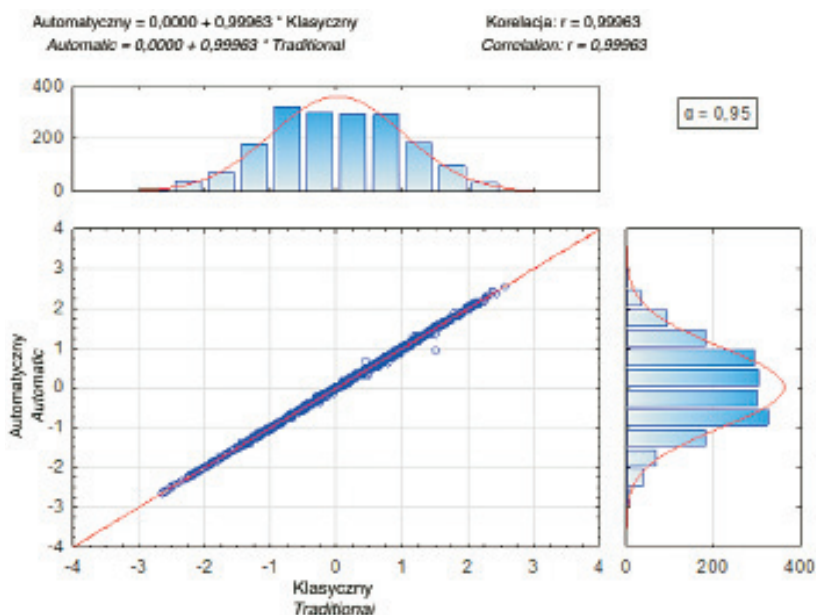 Automatyczny = 0,0000 + 0,99963 * Klasyczny
Automatic = 0,0000 + 0,99963 * Traditional
Korelacja: r = 0,99963
Correlation: r = 0,99963
400
200
0
α = 0,95
4
3
2
1
0
-1
-2
-3
-4
Automatyczny
Automatic
-4 -3 -2 -1 0 1 2 3 4
Klasyczny
Traditional
0 200 400